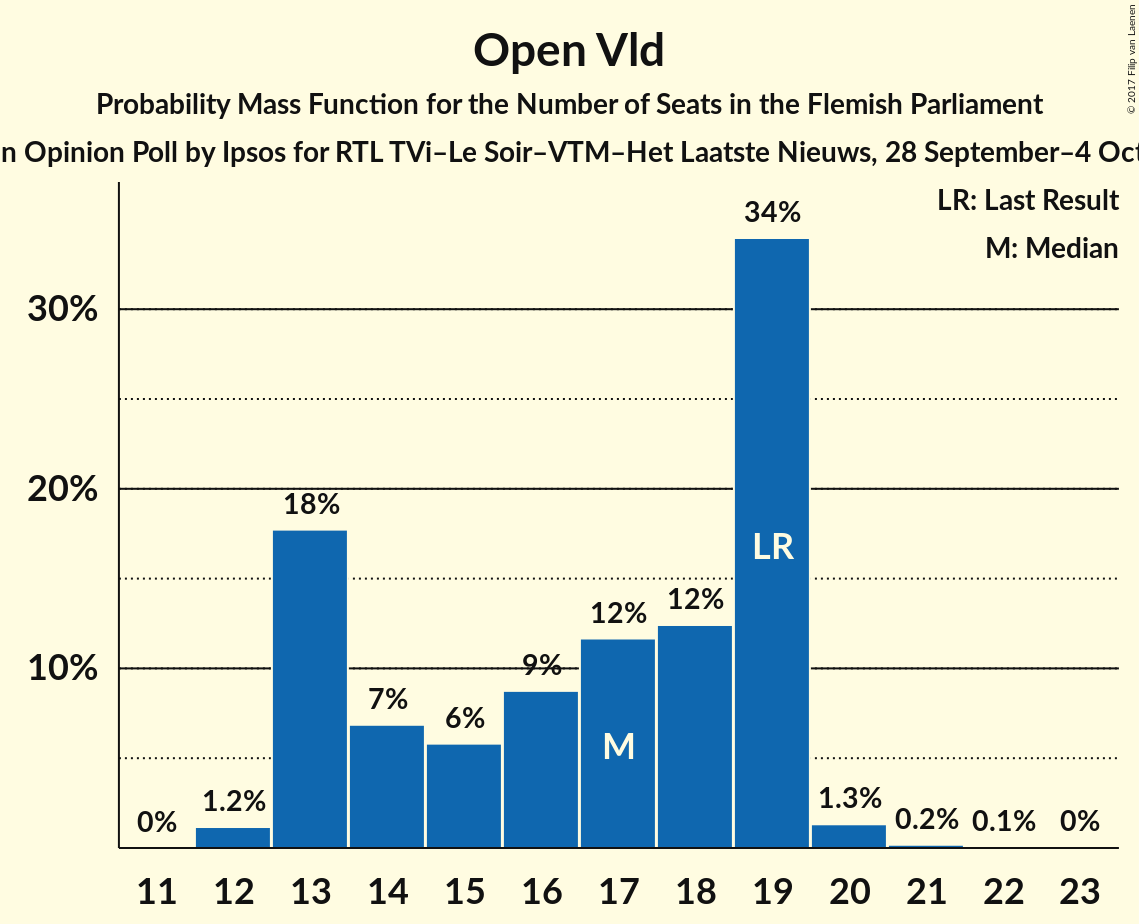 Open Vld
Probability Mass Function for the Number of Seats in the Flemish Parliament
n Opinion Poll by Ipsos for RTL TVi–Le Soir–VTM–Het Laatste Nieuws, 28 September–4 Oct
© 2017 Filip van Laenen
LR: Last Result
M: Median
34%
30%
20%
18%
LR
12%
12%
10%
9%
7%
6%
M
1.2%
1.3%
0%
0.2%
0.1%
0%
11 12 13 14 15 16 17 18 19 20 21 22 23